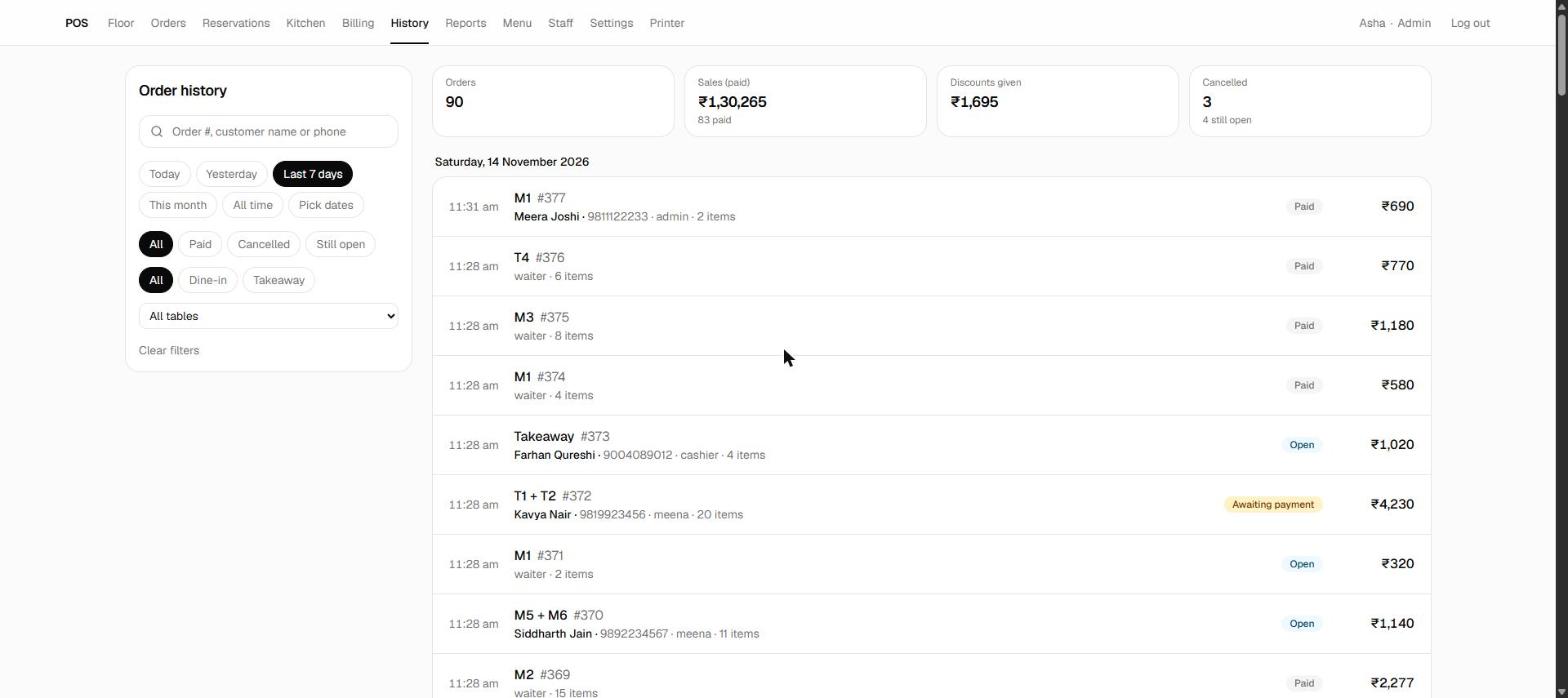 POS Floor Orders Reservations Kitchen Billing History Reports Menu Staff Settings Printer Asha · Admin Log out
Order history
Order #, customer name or phone
Today Yesterday Last 7 days
This month All time Pick dates
All Paid Cancelled Still open
All Dine-in Takeaway
All tables
Clear filters
Orders
90
Sales (paid)
₹1,30,265
83 paid
Discounts given
₹1,695
Cancelled
3
4 still open
Saturday, 14 November 2026
11:31 am M1 #377 Paid ₹690
Meera Joshi · 9811122233 · admin · 2 items
11:28 am T4 #376 Paid ₹770
waiter · 6 items
11:28 am M3 #375 Paid ₹1,180
waiter · 8 items
11:28 am M1 #374 Paid ₹580
waiter · 4 items
11:28 am Takeaway #373 Open ₹1,020
Farhan Qureshi · 9004089012 · cashier · 4 items
11:28 am T1 + T2 #372 Awaiting payment ₹4,230
Kavya Nair · 9819923456 · meena · 20 items
11:28 am M1 #371 Open ₹320
waiter · 2 items
11:28 am M5 + M6 #370 Open ₹1,140
Siddharth Jain · 9892234567 · meena · 11 items
11:28 am M2 #369 Paid ₹2,277
waiter · 15 items